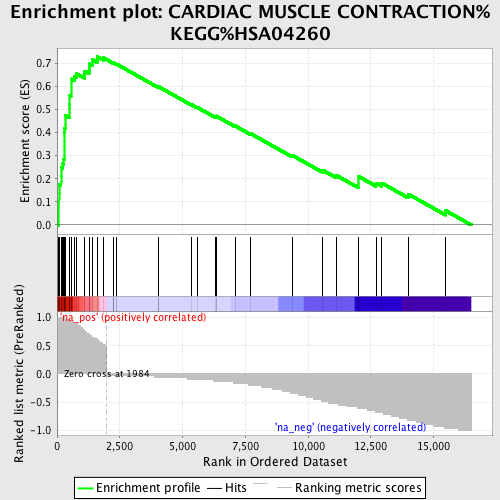 Enrichment plot: CARDIAC MUSCLE CONTRACTION%
KEGG%HSA04260
Enrichment score (ES)
0.7
0.6
0.5
0.4
0.3
0.2
0.1
0.0
Ranked list metric (PreRanked)
1.0
0.5
0.0
-0.5
-1.0
'na_pos' (positively correlated)
Zero cross at 1984
'na_neg' (negatively correlated)
0 2,500 5,000 7,500 10,000 12,500 15,000
Rank in Ordered Dataset
Enrichment profile Hits Ranking metric scores